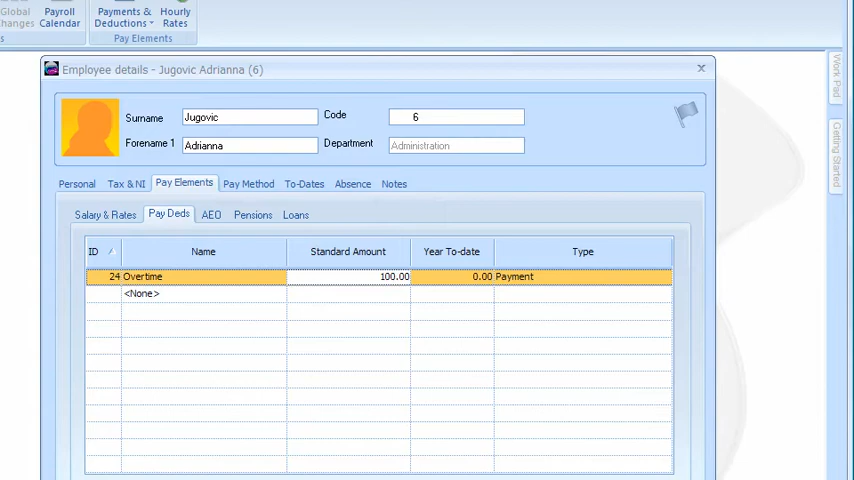 Global Payroll Payments & Hourly
Changes Calendar Deductions Rates
s Pay Elements
Employee details - Jugovic Adrianna (6)
Surname Jugovic Code 6
Forename 1 Adrianna Department Administration
Personal Tax & NI Pay Elements Pay Method To-Dates Absence Notes
Salary & Rates Pay Deds AEO Pensions Loans
ID Name Standard Amount Year To-date Type
24 Overtime 100.00 0.00 Payment
<None>
Work Pad
Getting Started